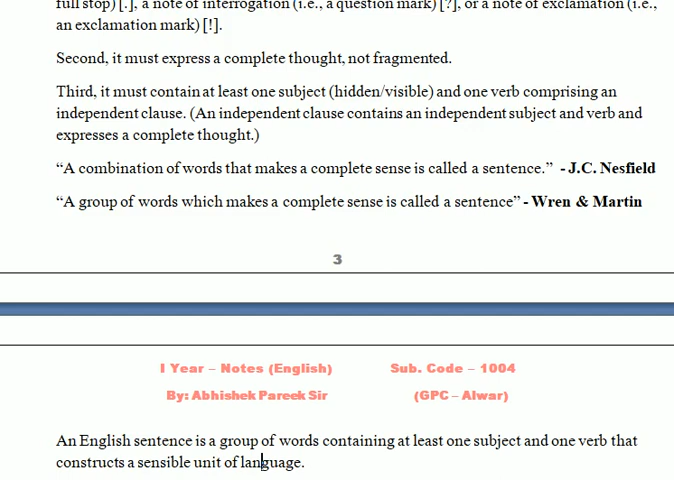 full stop) [.], a note of interrogation (i.e., a question mark) [?], or a note of exclamation (i.e.,
an exclamation mark) [!].
Second, it must express a complete thought, not fragmented.
Third, it must contain at least one subject (hidden/visible) and one verb comprising an
independent clause. (An independent clause contains an independent subject and verb and
expresses a complete thought.)
“A combination of words that makes a complete sense is called a sentence.” - J.C. Nesfield
“A group of words which makes a complete sense is called a sentence” - Wren & Martin
3
I Year – Notes (English) Sub. Code – 1004
By: Abhishek Pareek Sir (GPC – Alwar)
An English sentence is a group of words containing at least one subject and one verb that
constructs a sensible unit of language.